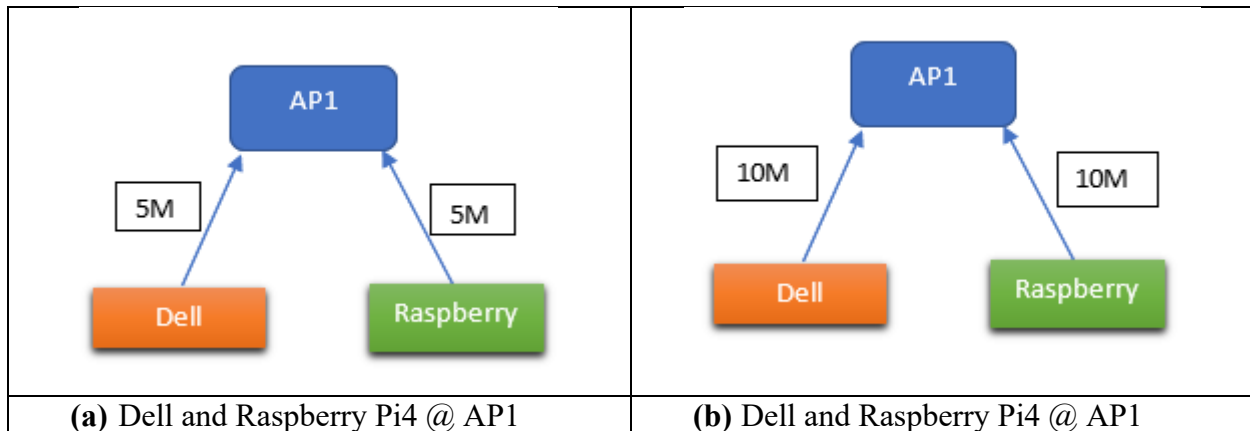 AP1
5M
5M
Dell
Raspberry
(a) Dell and Raspberry Pi4 @ AP1
AP1
10M
10M
Dell
Raspberry
(b) Dell and Raspberry Pi4 @ AP1